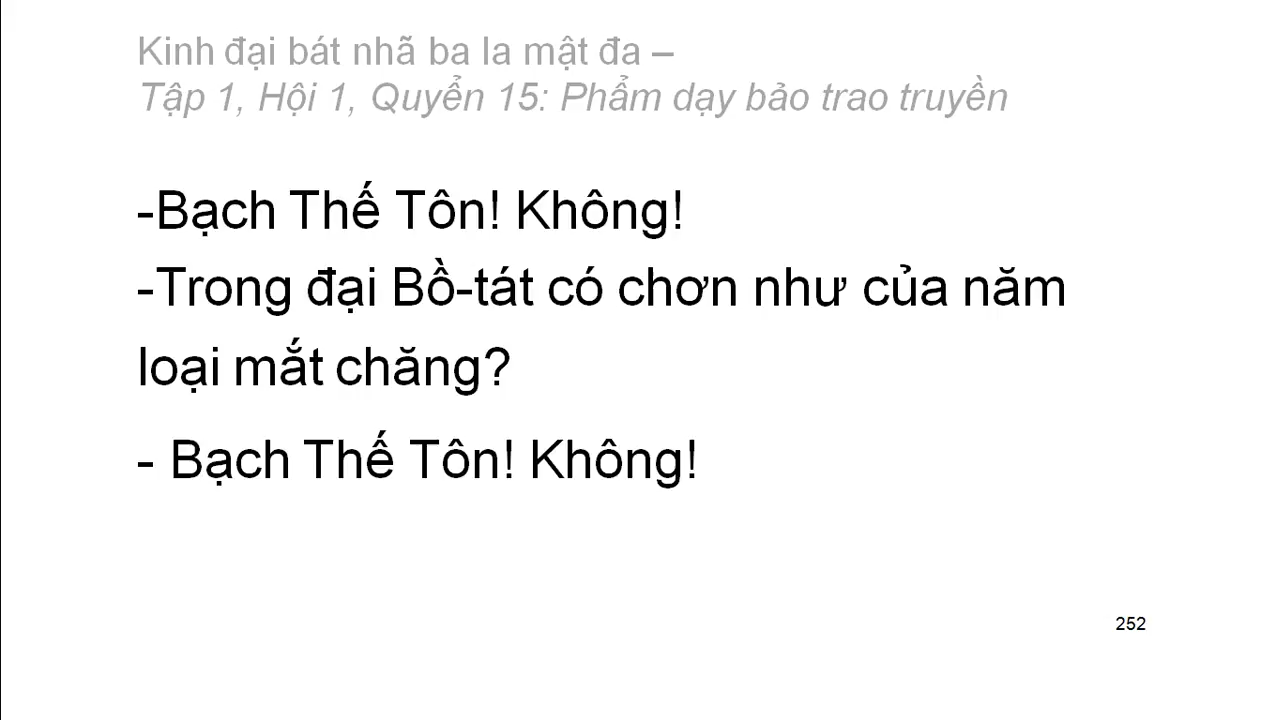 Kinh đại bát nhã ba la mật đa –
Tập 1, Hội 1, Quyển 15: Phẩm dạy bảo trao truyền
-Bạch Thế Tôn! Không!
-Trong đại Bồ-tát có chơn như của năm
loại mắt chăng?
- Bạch Thế Tôn! Không!
252